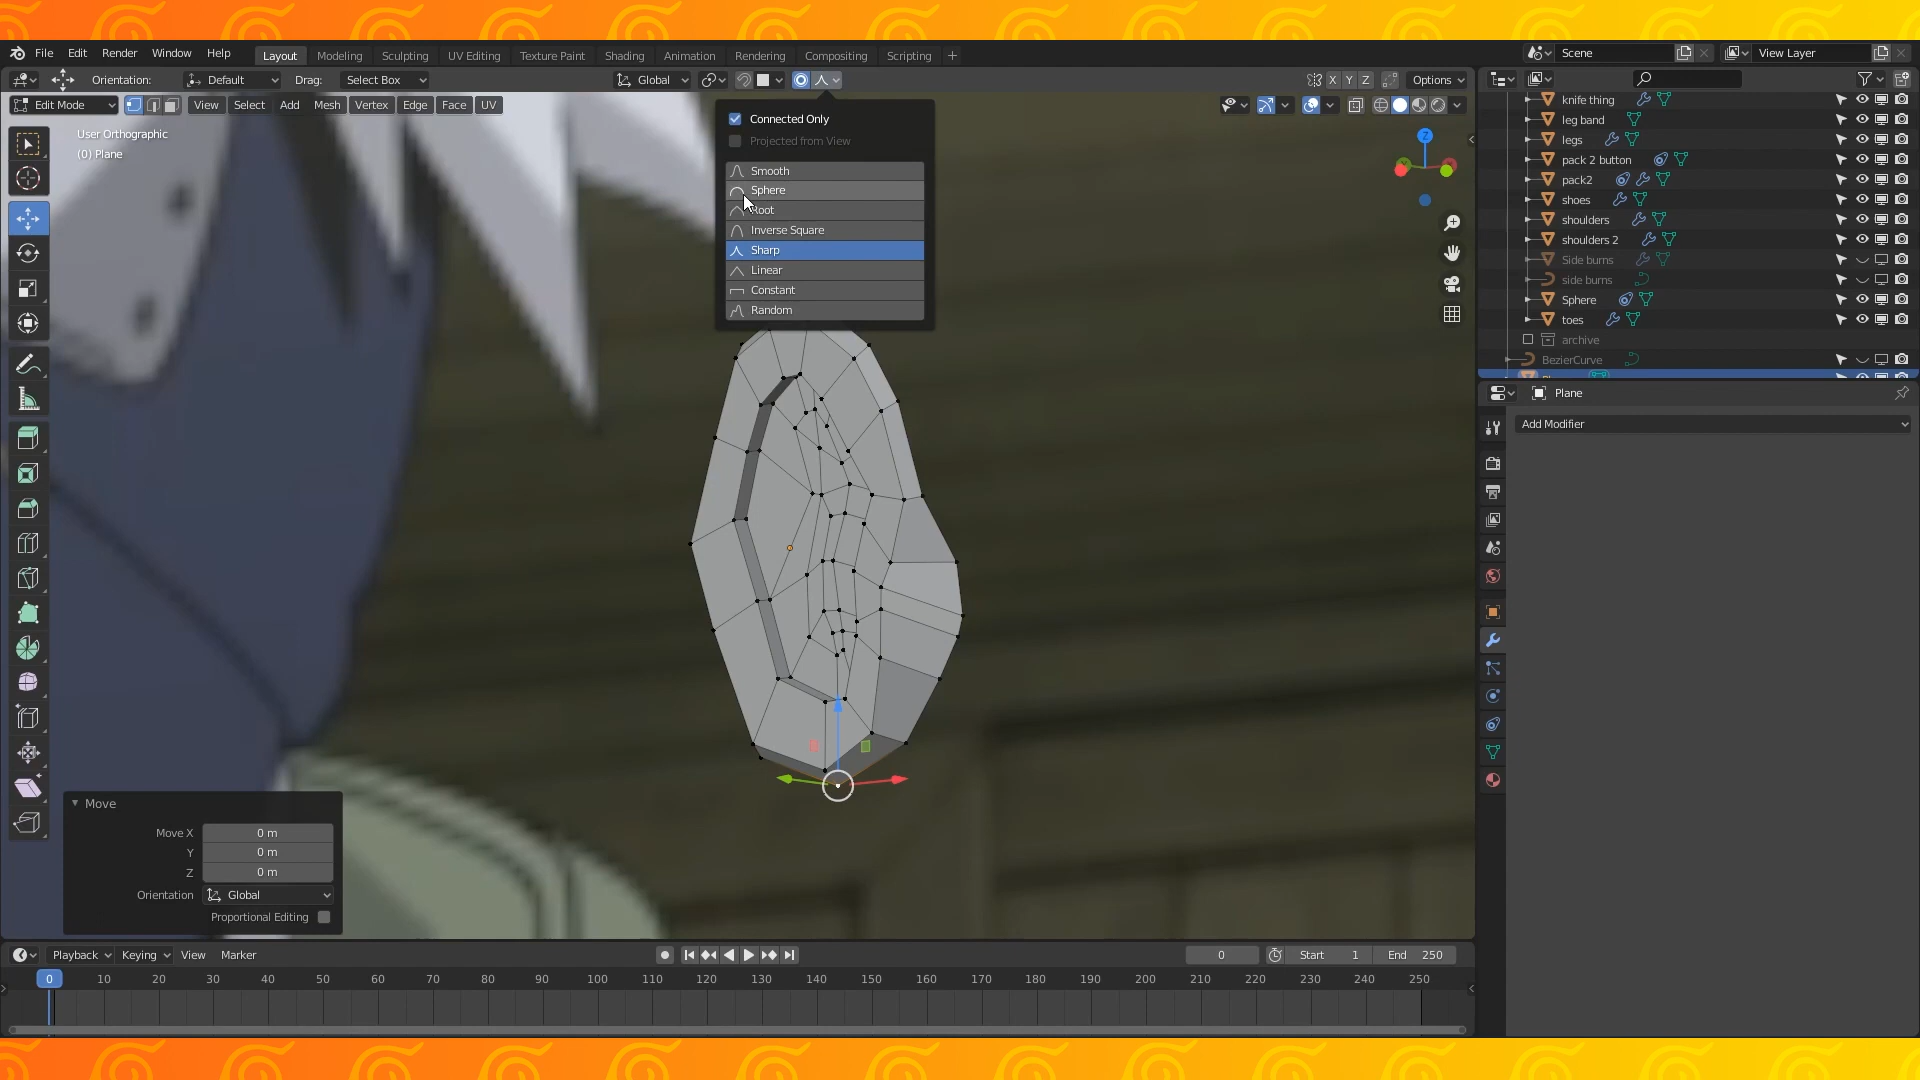 File Edit Render Window Help
Layout Modeling Sculpting UV Editing Texture Paint Shading Animation Rendering Compositing Scripting +
Scene
View Layer
Orientation: Default Drag: Select Box
Global
X Y Z Options
Edit Mode View Select Add Mesh Vertex Edge Face UV
User Orthographic
(0) Plane
Connected Only
Projected from View
Smooth
Sphere
Root
Inverse Square
Sharp
Linear
Constant
Random
Z
knife thing
leg band
legs
pack 2 button
pack2
shoes
shoulders
shoulders 2
Side burns
side burns
Sphere
toes
archive
BezierCurve
Plane
Add Modifier
Move
Move X 0 m
Y 0 m
Z 0 m
Orientation Global
Proportional Editing
Playback Keying View Marker
0 Start 1 End 250
0 10 20 30 40 50 60 70 80 90 100 110 120 130 140 150 160 170 180 190 200 210 220 230 240 250